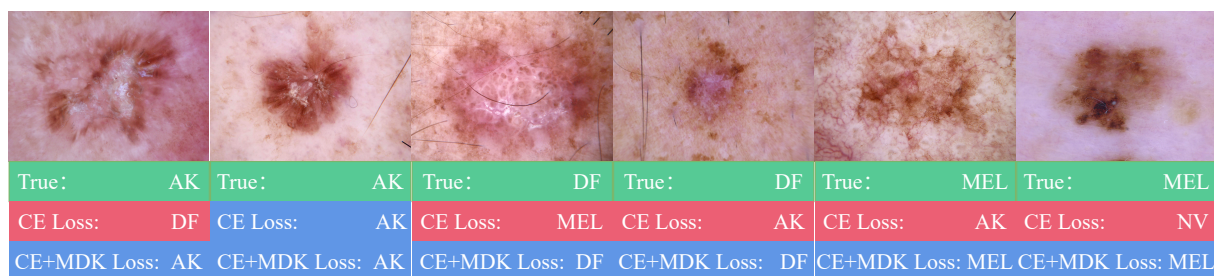 True: AK True: AK True: DF True: DF True: MEL True: MEL
CE Loss: DF CE Loss: AK CE Loss: MEL CE Loss: AK CE Loss: AK CE Loss: NV
CE+MDK Loss: AK CE+MDK Loss: AK CE+MDK Loss: DF CE+MDK Loss: DF CE+MDK Loss: MEL CE+MDK Loss: MEL